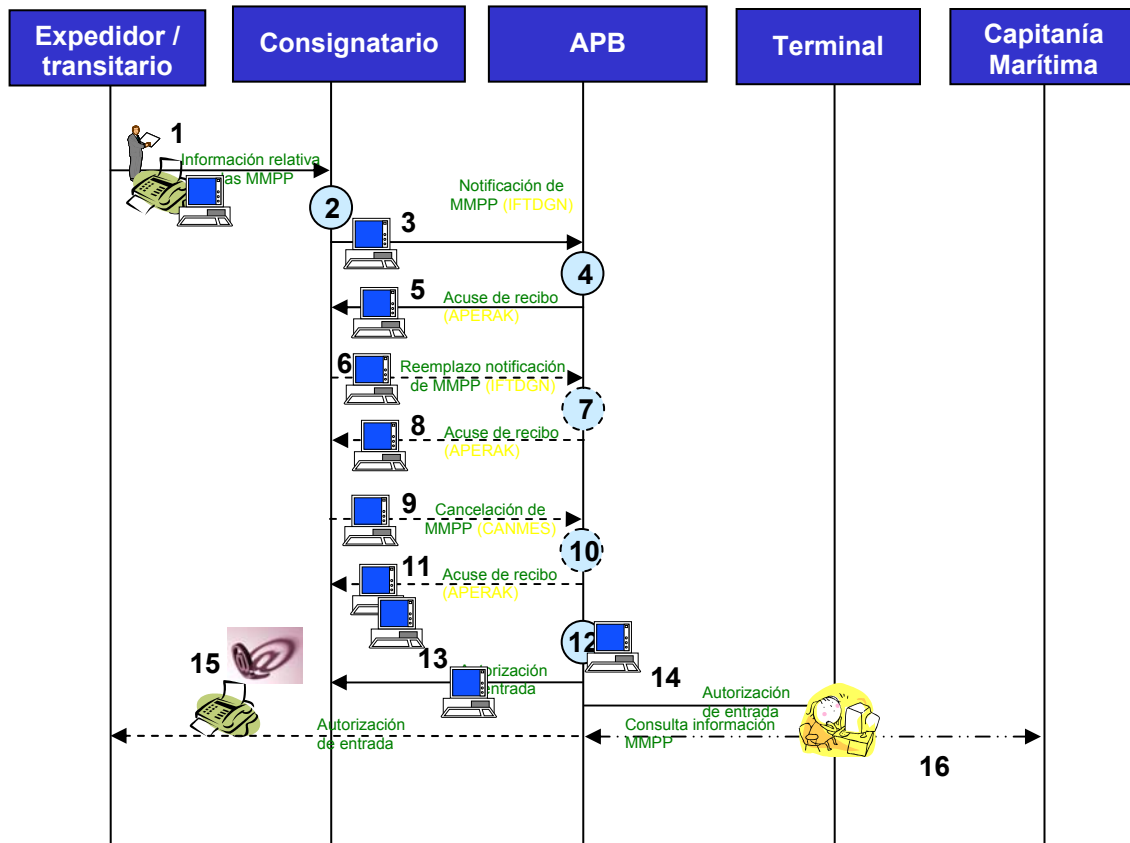 Expedidor /
transitario
Consignatario
APB
Terminal
Capitanía
Marítima
1
Información relativa
las MMPP
2
Notificación de
MMPP (IFTDGN)
3
4
5
Acuse de recibo
(APERAK)
6
Reemplazo notificación
de MMPP (IFTDGN)
7
8
Acuse de recibo
(APERAK)
9
Cancelación de
MMPP (CANMES)
10
11
Acuse de recibo
(APERAK)
12
13
entrada
14
Autorización
de entrada
15
Autorización
de entrada
Consulta información
MMPP
16